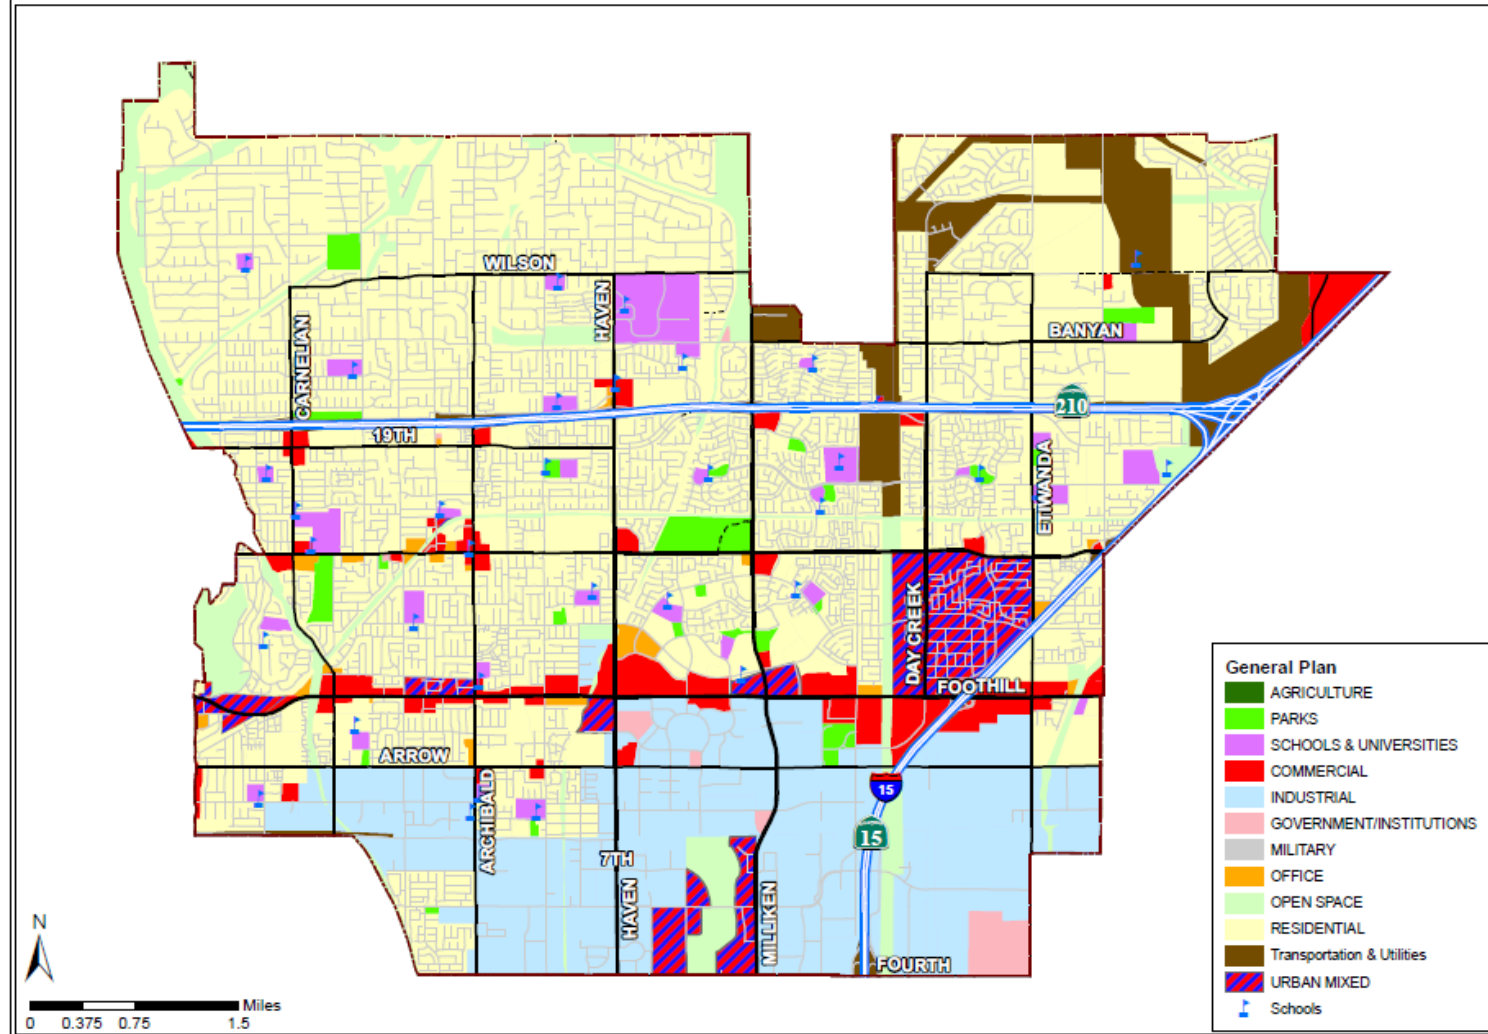 WILSON
HAVEN
CARNELIAN
BANYAN
210
19TH
ETIWANDA
DAY CREEK
FOOTHILL
ARROW
ARCHIBALD
15
15
7TH
HAVEN
MILLIKEN
FOURTH
N
Miles
0 0.375 0.75 1.5
General Plan
AGRICULTURE
PARKS
SCHOOLS & UNIVERSITIES
COMMERCIAL
INDUSTRIAL
GOVERNMENT/INSTITUTIONS
MILITARY
OFFICE
OPEN SPACE
RESIDENTIAL
Transportation & Utilities
URBAN MIXED
Schools